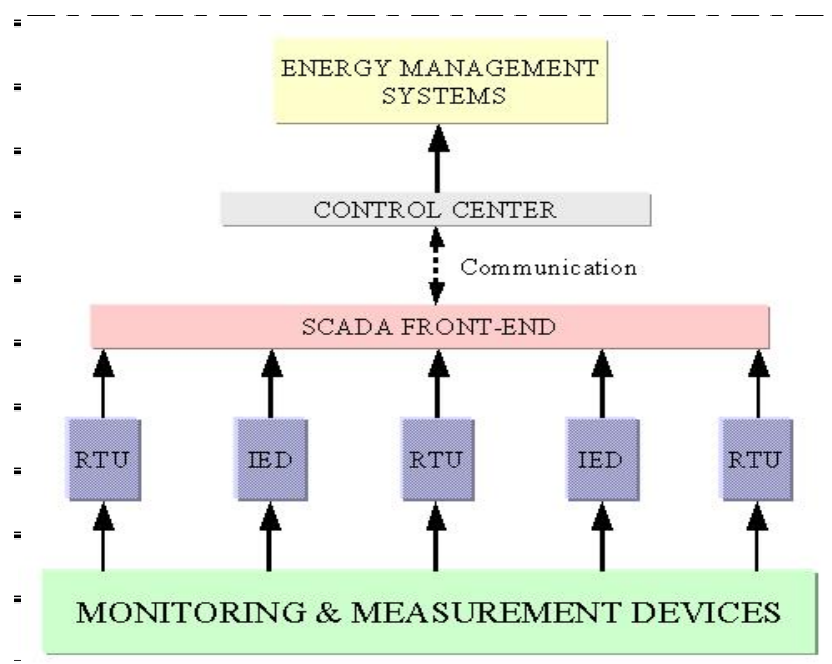 ENERGY MANAGEMENT
SYSTEMS
CONTROL CENTER
Communication
SCADA FRONT-END
RTU
IED
RTU
IED
RTU
MONITORING & MEASUREMENT DEVICES